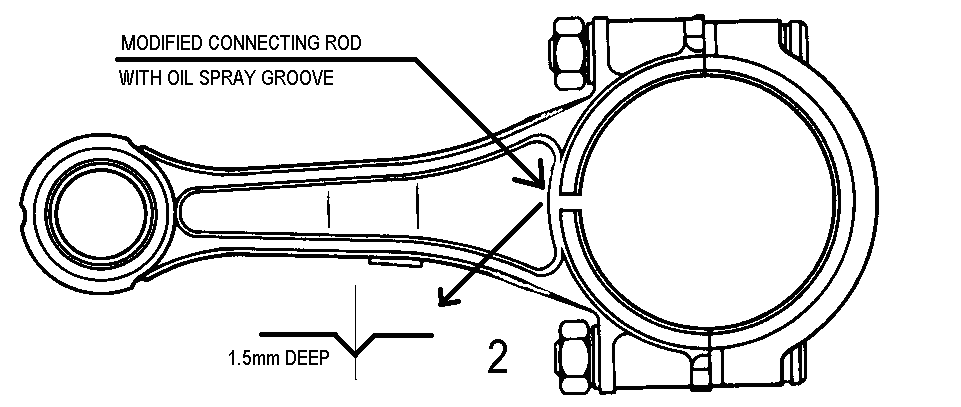 MODIFIED CONNECTING ROD
WITH OIL SPRAY GROOVE
1.5mm DEEP
2